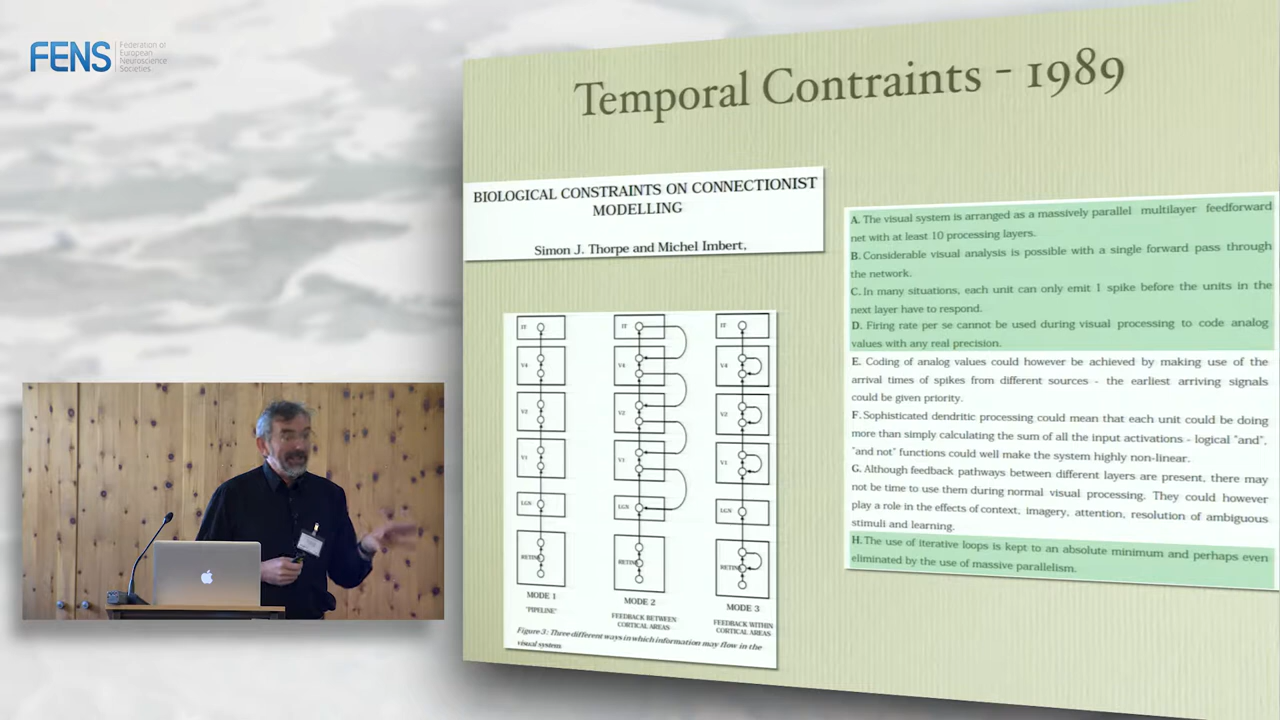 FENS
Federation of
European
Neuroscience
Societies
Temporal Contraints - 1989
BIOLOGICAL CONSTRAINTS ON CONNECTIONIST
MODELLING
Simon J. Thorpe and Michel Imbert,
IT
V4
V2
V1
LGN
RETINA
MODE 1
"PIPELINE"
IT
V4
V2
V1
LGN
RETINA
MODE 2
FEEDBACK BETWEEN
CORTICAL AREAS
IT
V4
V2
V1
LGN
RETINA
MODE 3
FEEDBACK WITHIN
CORTICAL AREAS
Figure 3: Three different ways in which information may flow in the
visual system
A. The visual system is arranged as a massively parallel multilayer feedforward
net with at least 10 processing layers.
B. Considerable visual analysis is possible with a single forward pass through
the network.
C. In many situations, each unit can only emit 1 spike before the units in the
next layer have to respond.
D. Firing rate per se cannot be used during visual processing to code analog
values with any real precision.
E. Coding of analog values could however be achieved by making use of the
arrival times of spikes from different sources - the earliest arriving signals
could be given priority.
F. Sophisticated dendritic processing could mean that each unit could be doing
more than simply calculating the sum of all the input activations - logical "and",
"and not" functions could well make the system highly non-linear.
G. Although feedback pathways between different layers are present, there may
not be time to use them during normal visual processing. They could however
play a role in the effects of context, imagery, attention, resolution of ambiguous
stimuli and learning.
H. The use of iterative loops is kept to an absolute minimum and perhaps even
eliminated by the use of massive parallelism.